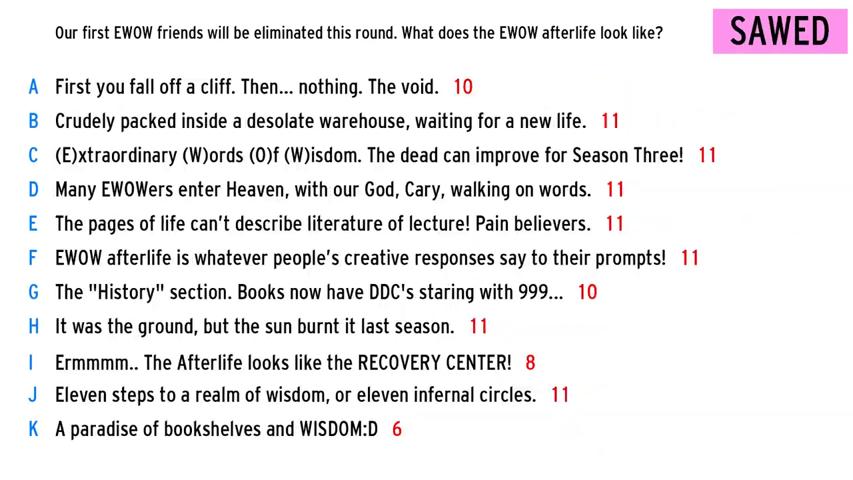 Our first EWOW friends will be eliminated this round. What does the EWOW afterlife look like?
SAWED
A First you fall off a cliff. Then... nothing. The void. 10
B Crudely packed inside a desolate warehouse, waiting for a new life. 11
C (E)xtraordinary (W)ords (O)f (W)isdom. The dead can improve for Season Three! 11
D Many EWOWers enter Heaven, with our God, Cary, walking on words. 11
E The pages of life can't describe literature of lecture! Pain believers. 11
F EWOW afterlife is whatever people's creative responses say to their prompts! 11
G The "History" section. Books now have DDC's staring with 999... 10
H It was the ground, but the sun burnt it last season. 11
I Ermmmm.. The Afterlife looks like the RECOVERY CENTER! 8
J Eleven steps to a realm of wisdom, or eleven infernal circles. 11
K A paradise of bookshelves and WISDOM:D 6